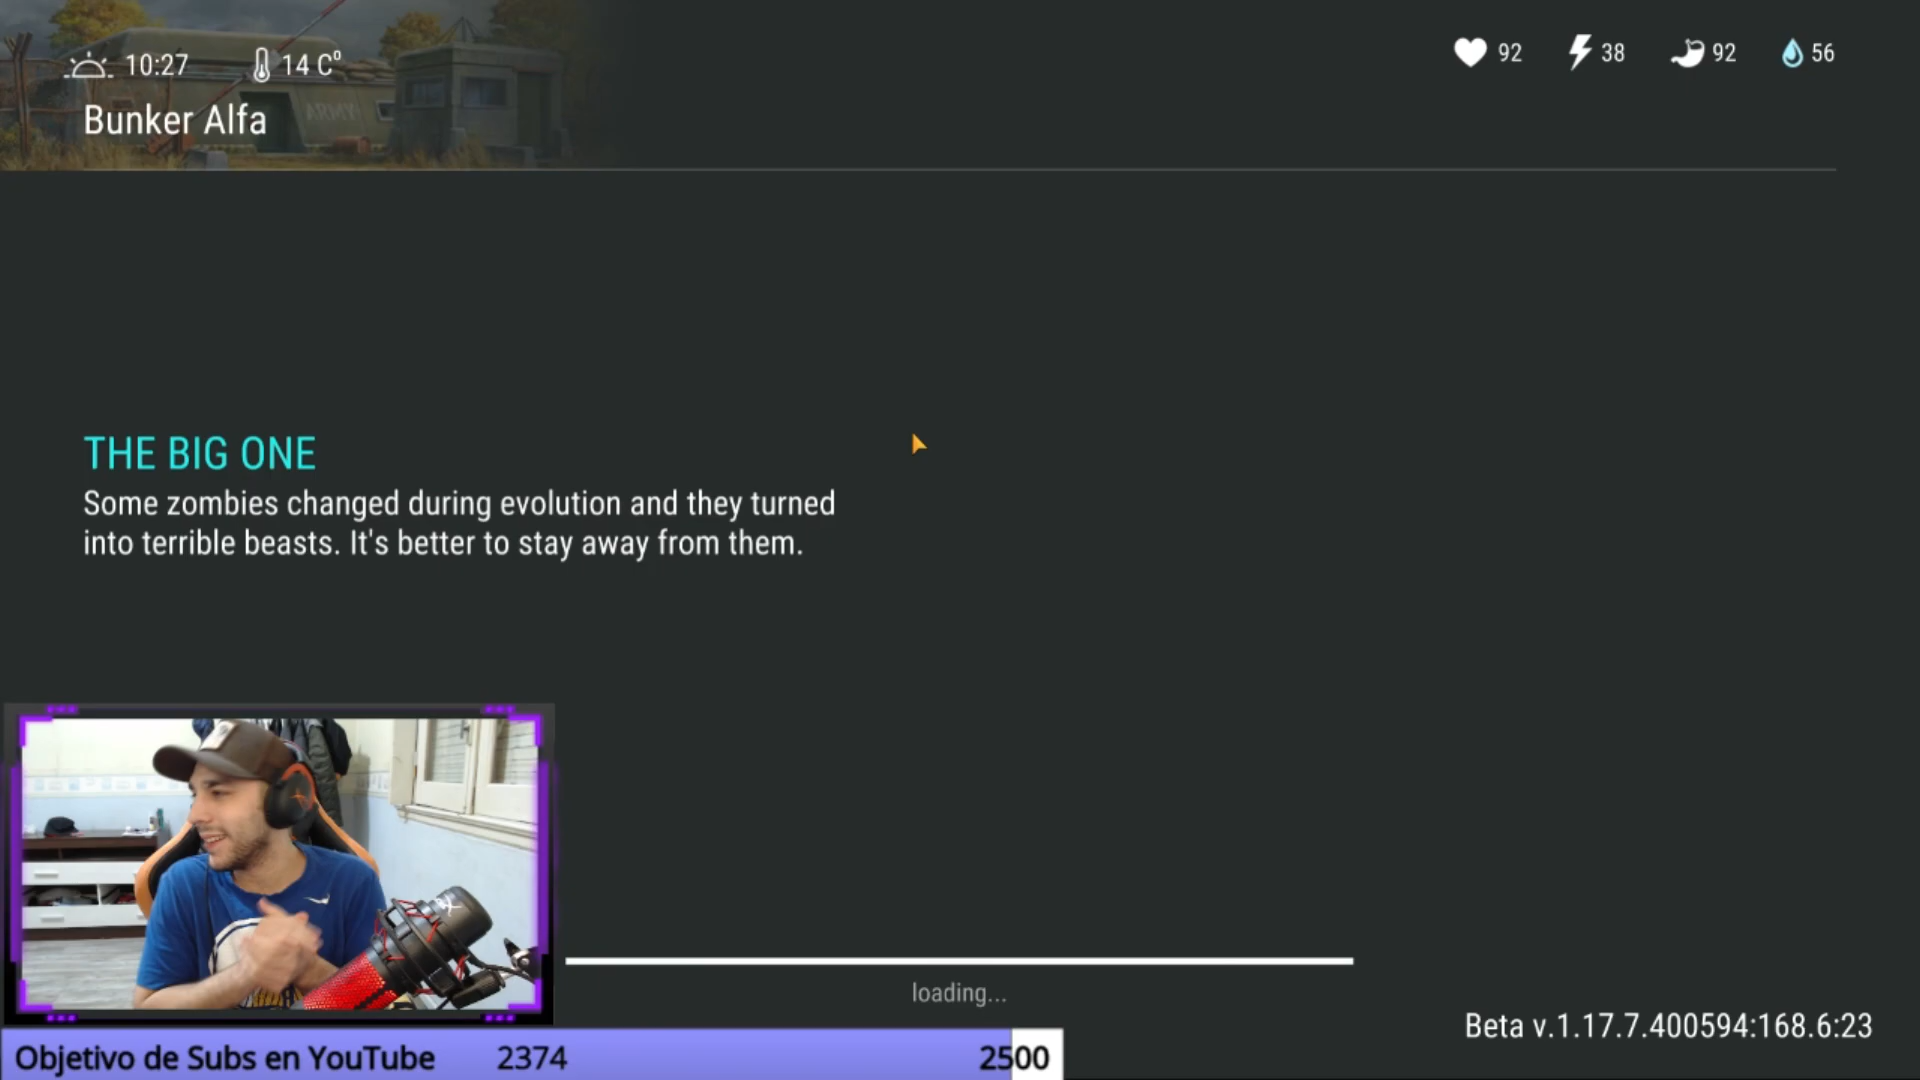 10:27 14 C°
92 38 92 56
Bunker Alfa
ARMY
THE BIG ONE
Some zombies changed during evolution and they turned
into terrible beasts. It's better to stay away from them.
loading...
Beta v.1.17.7.400594:168.6:23
Objetivo de Subs en YouTube 2374 2500